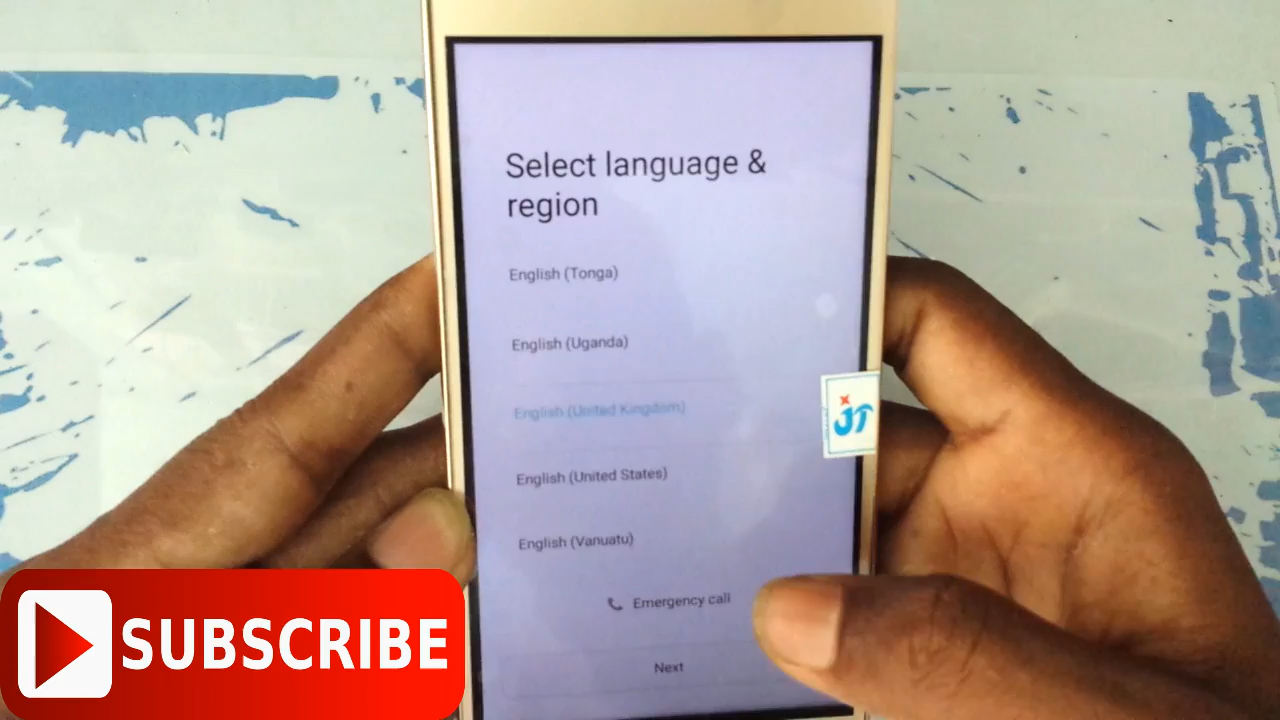 Select language &
region
English (Tonga)
English (Uganda)
English (United Kingdom)
English (United States)
English (Vanuatu)
Emergency call
Next
x
JT
SUBSCRIBE